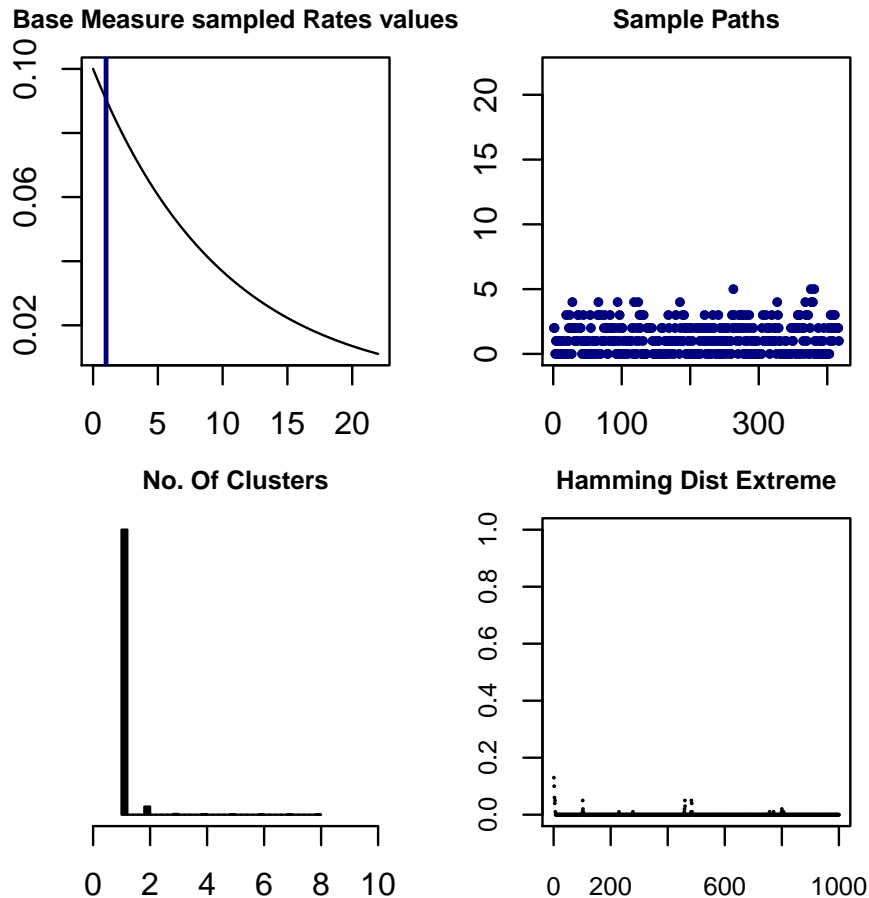 Base Measure sampled Rates values
0.10
0.06
0.02
0 5 10 15 20
Sample Paths
20
15
10
5
0
0 100 300
No. Of Clusters
0 2 4 6 8 10
Hamming Dist Extreme
1.0
0.8
0.6
0.4
0.2
0.0
0 200 600 1000